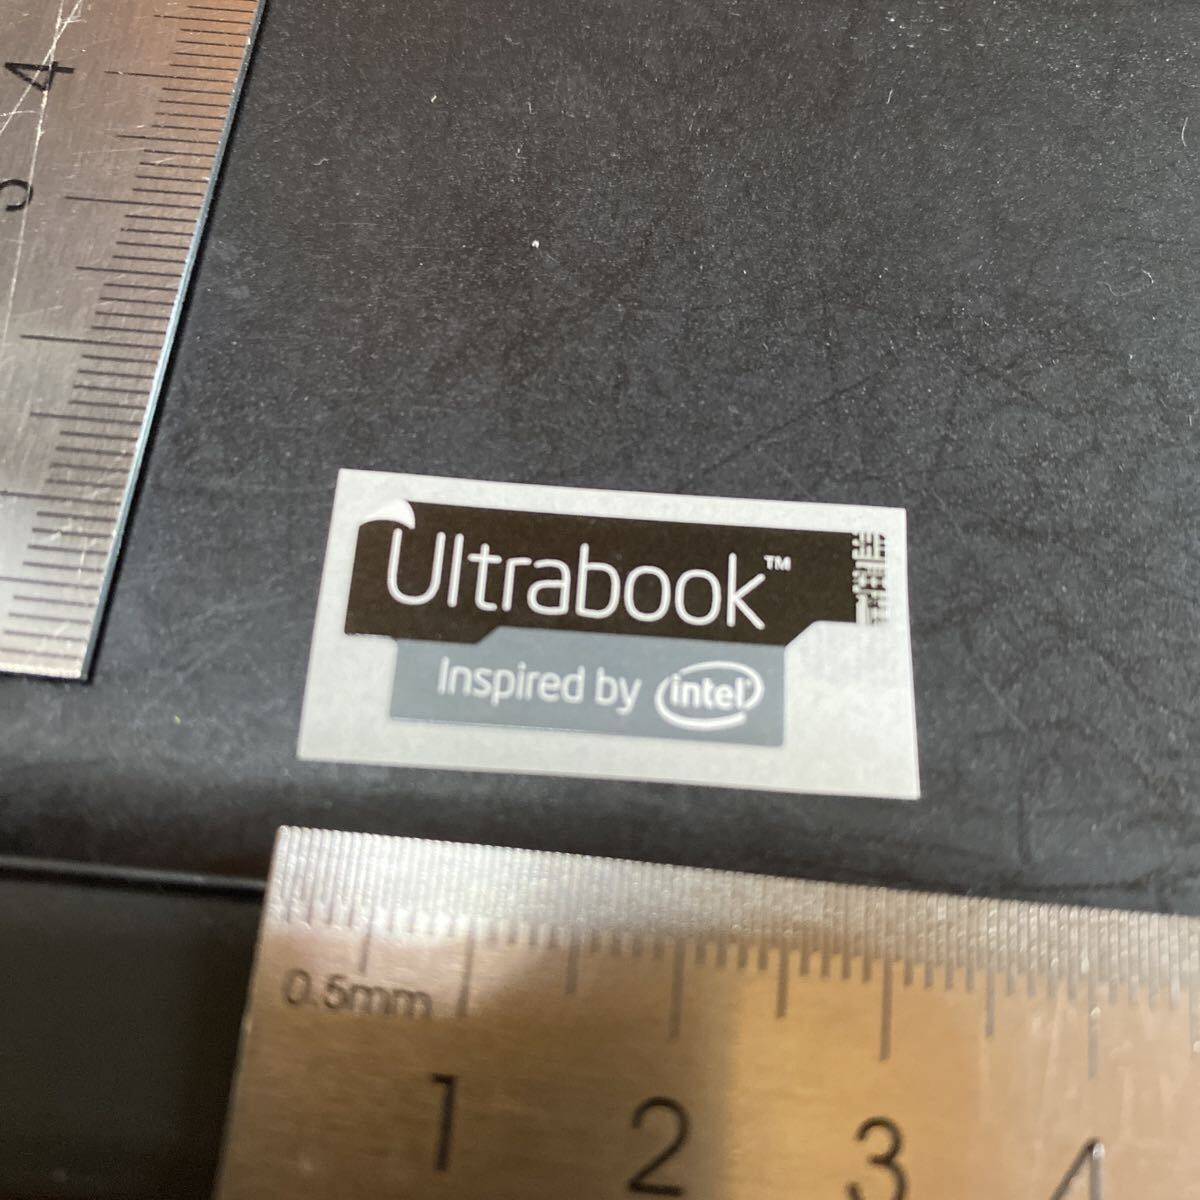 4
3
Ultrabook™
Inspired by intel
0.5mm
1 2 3 4